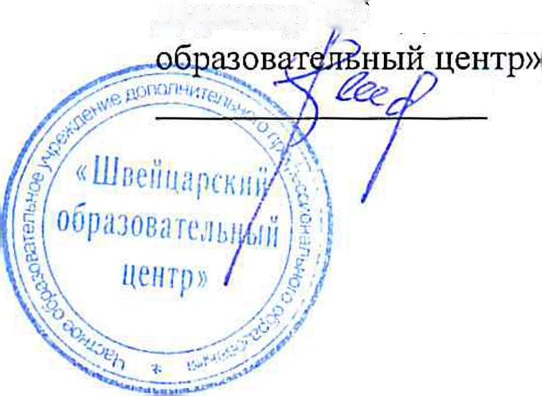 образовательный центр»
Частное образовательное учреждение дополнительного профессионального образования *
«Швейцарский
образовательный
центр»